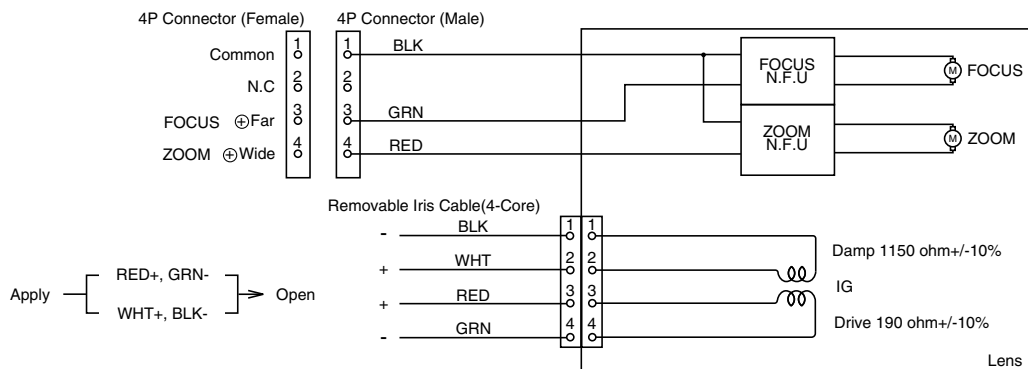 4P Connector (Female) 4P Connector (Male)
Common 1 1 BLK
N.C 2 2
FOCUS ⊕Far 3 3 GRN
ZOOM ⊕Wide 4 4 RED
FOCUS
N.F.U
M FOCUS
ZOOM
N.F.U
M ZOOM
Removable Iris Cable(4-Core)
- BLK 1 1
+ WHT 2 2
+ RED 3 3
- GRN 4 4
Damp 1150 ohm+/-10%
IG
Drive 190 ohm+/-10%
Apply
RED+, GRN-
WHT+, BLK-
Open
Lens